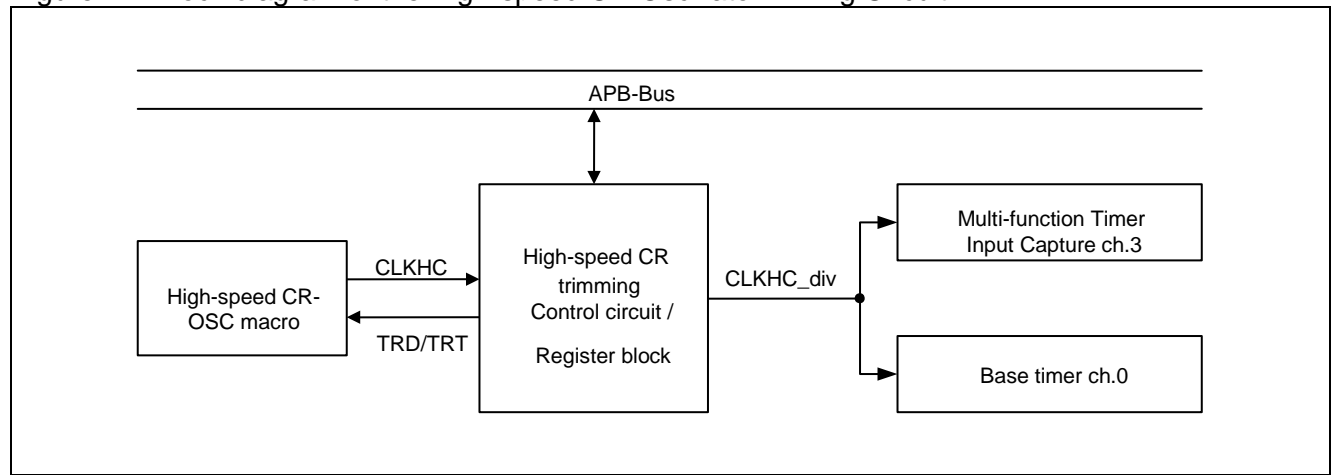 APB-Bus
Multi-function Timer
Input Capture ch.3
High-speed CR
trimming
Control circuit /
Register block
CLKHC
CLKHC_div
High-speed CR-
OSC macro
TRD/TRT
Base timer ch.0